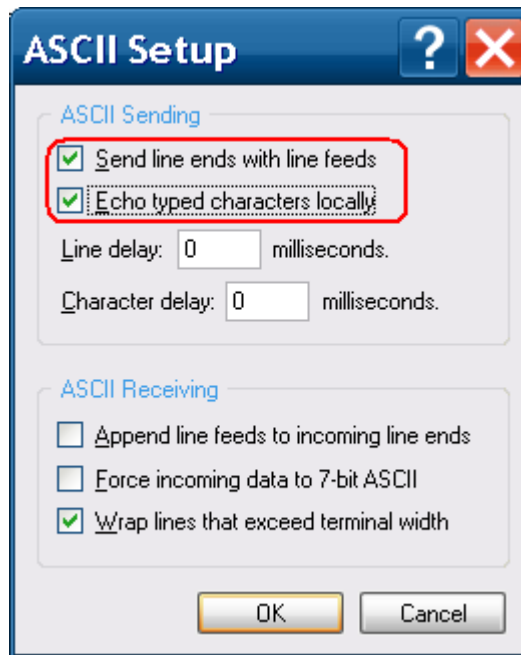 ASCII Setup ?
ASCII Sending
Send line ends with line feeds
Echo typed characters locally
Line delay: 0 milliseconds.
Character delay: 0 milliseconds.
ASCII Receiving
Append line feeds to incoming line ends
Force incoming data to 7-bit ASCII
Wrap lines that exceed terminal width
OK Cancel